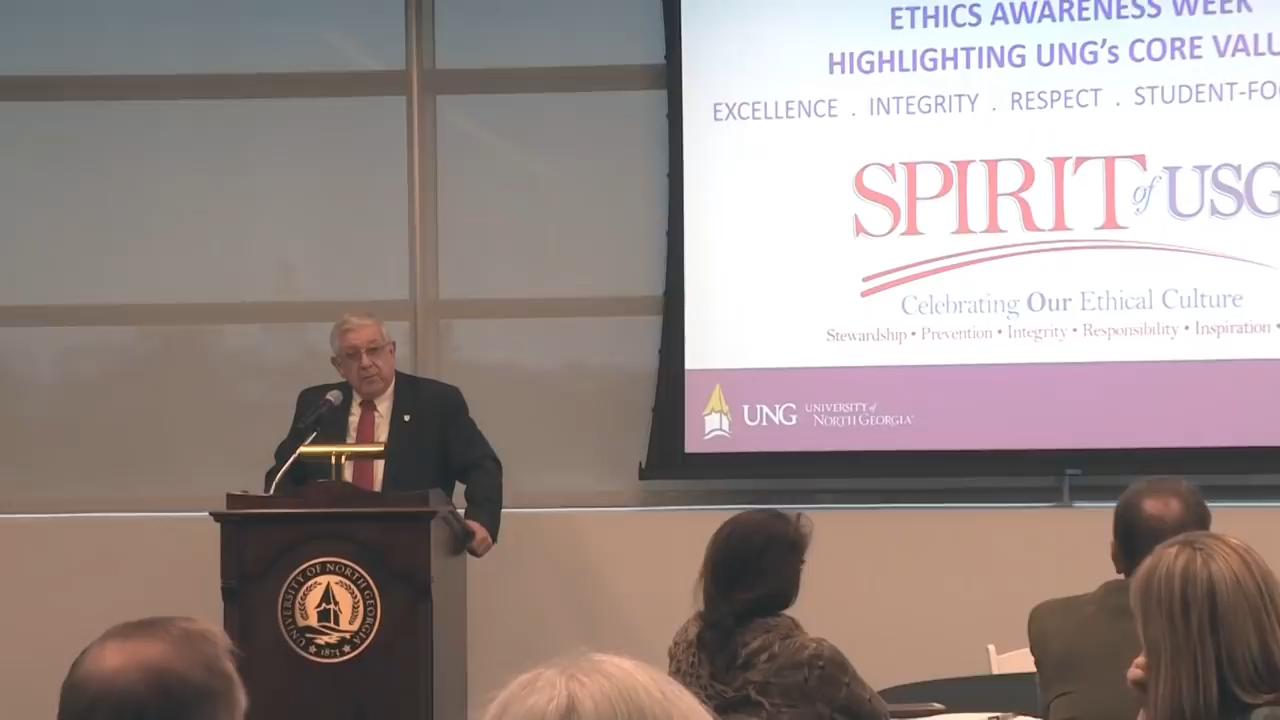 ETHICS AWARENESS WEEK
HIGHLIGHTING UNG's CORE VALU
EXCELLENCE . INTEGRITY . RESPECT . STUDENT-FO
SPIRIT of USG
Celebrating Our Ethical Culture
Stewardship • Prevention • Integrity • Responsibility • Inspiration •
UNG UNIVERSITY of
NORTH GEORGIA
UNIVERSITY OF NORTH GEORGIA
1873